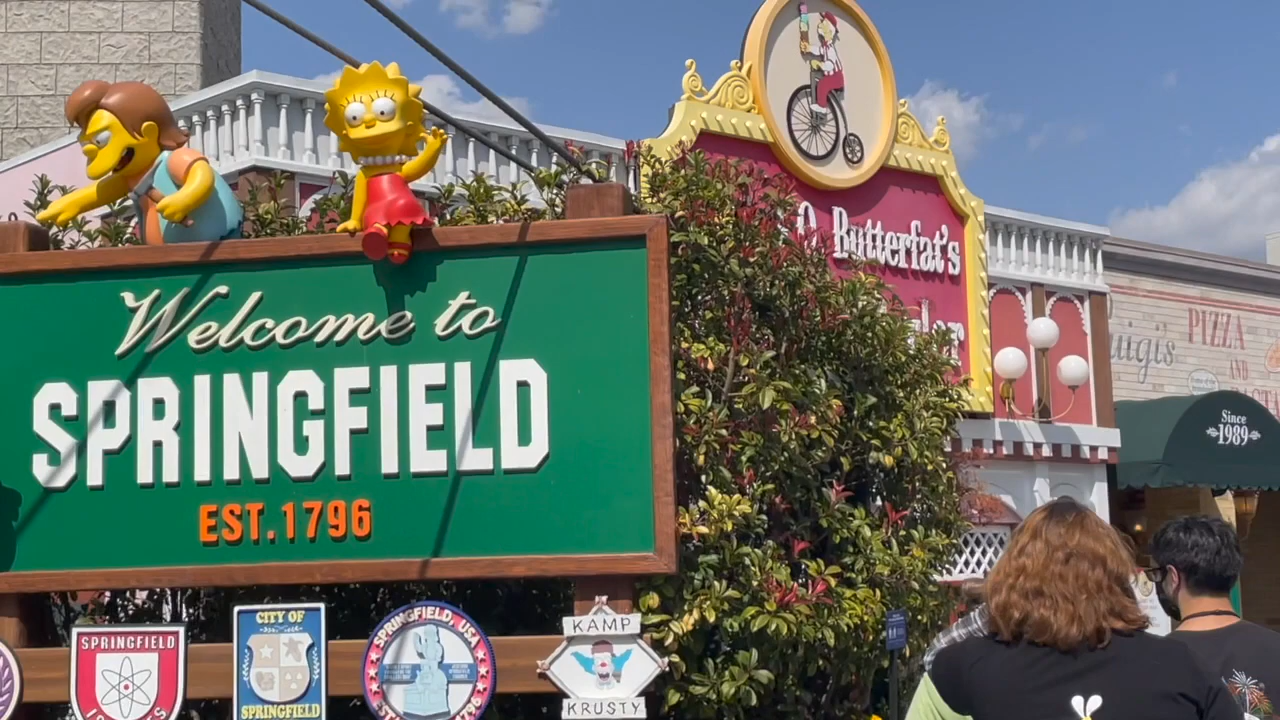 Welcome to
SPRINGFIELD
EST.1796
Butterfat's
PIZZA
AND
Since
1989
SPRINGFIELD
CITY OF
SPRINGFIELD
SPRINGFIELD, USA
KAMP
KRUSTY